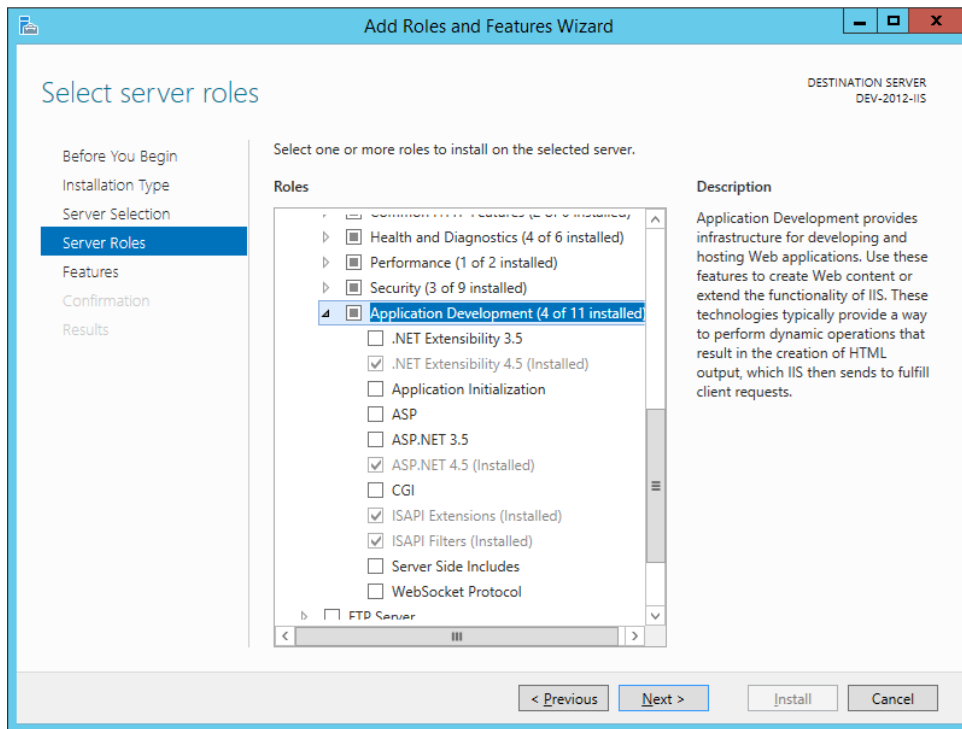 Add Roles and Features Wizard
Select server roles
DESTINATION SERVER
DEV-2012-IIS
Before You Begin
Installation Type
Server Selection
Server Roles
Features
Confirmation
Results
Select one or more roles to install on the selected server.
Roles
Common HTTP Features (2 of 6 installed)
Health and Diagnostics (4 of 6 installed)
Performance (1 of 2 installed)
Security (3 of 9 installed)
Application Development (4 of 11 installed)
.NET Extensibility 3.5
.NET Extensibility 4.5 (Installed)
Application Initialization
ASP
ASP.NET 3.5
ASP.NET 4.5 (Installed)
CGI
ISAPI Extensions (Installed)
ISAPI Filters (Installed)
Server Side Includes
WebSocket Protocol
FTP Server
Description
Application Development provides
infrastructure for developing and
hosting Web applications. Use these
features to create Web content or
extend the functionality of IIS. These
technologies typically provide a way
to perform dynamic operations that
result in the creation of HTML
output, which IIS then sends to fulfill
client requests.
< Previous
Next >
Install
Cancel